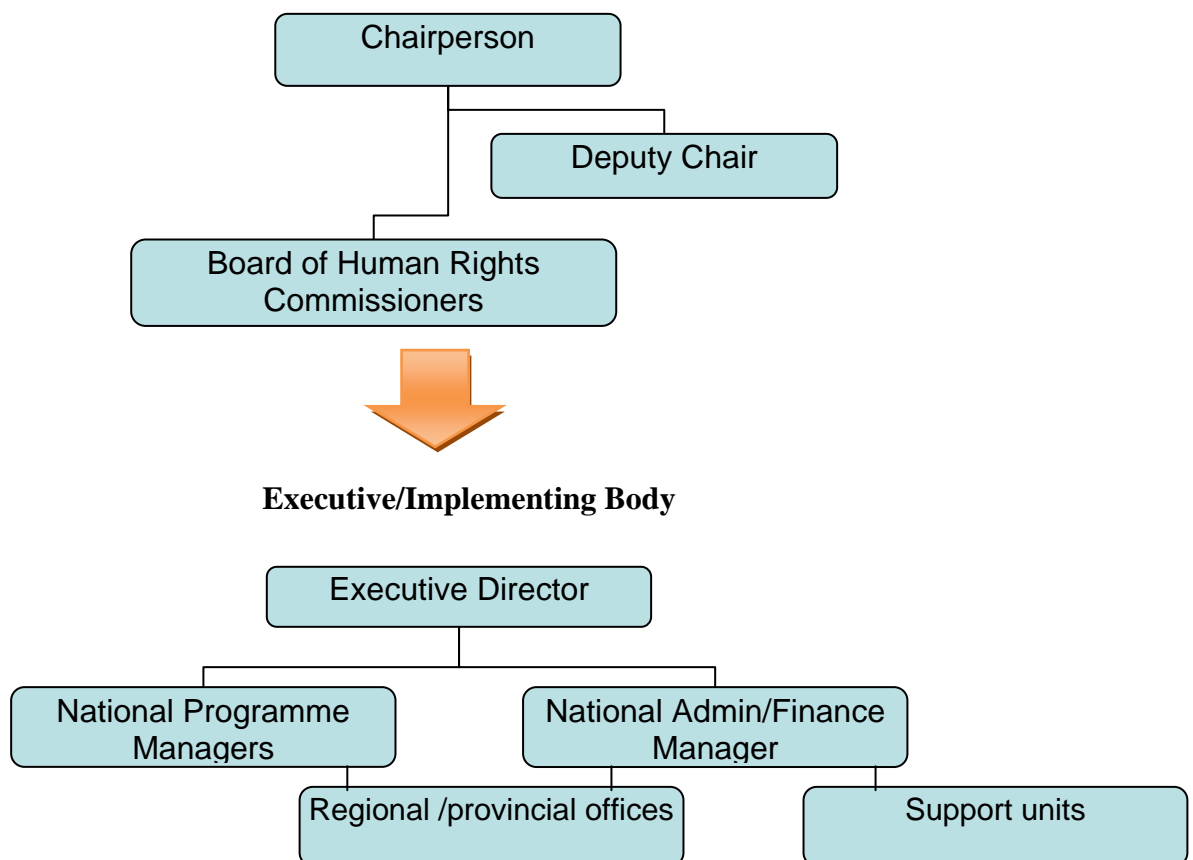 Chairperson
Deputy Chair
Board of Human Rights
Commissioners
Executive/Implementing Body
Executive Director
National Programme
Managers
National Admin/Finance
Manager
Regional /provincial offices
Support units